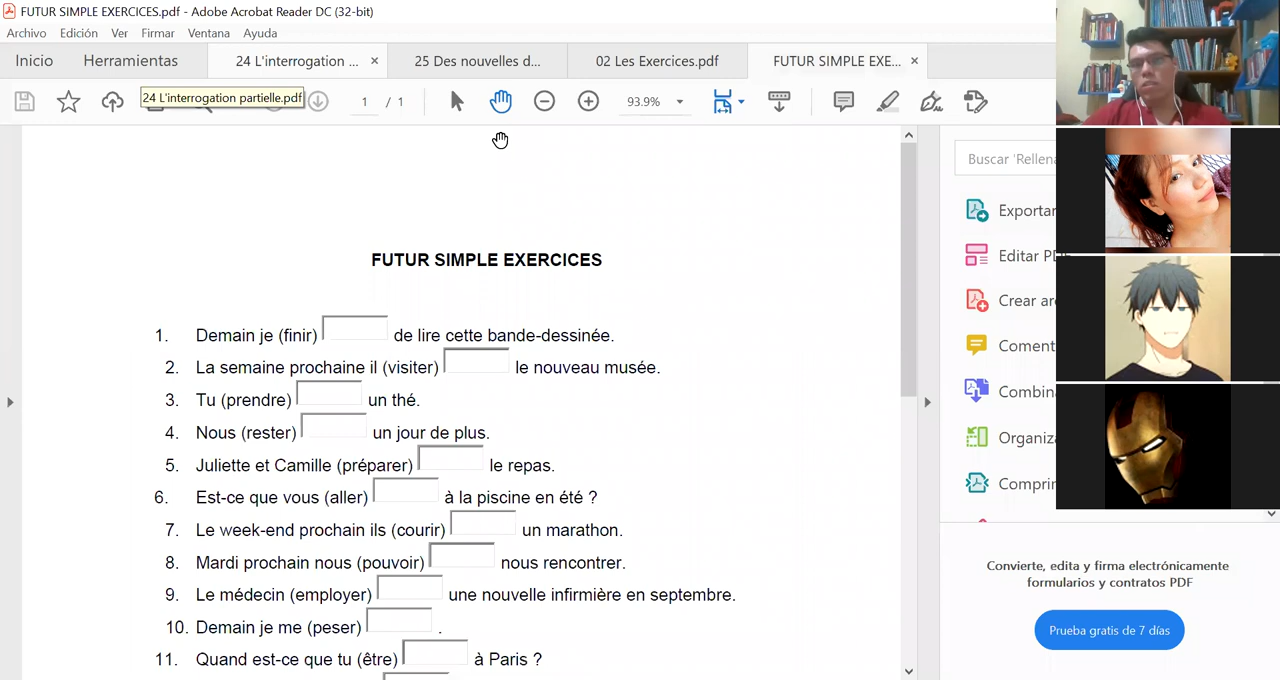 FUTUR SIMPLE EXERCICES.pdf - Adobe Acrobat Reader DC (32-bit)
Archivo Edición Ver Firmar Ventana Ayuda
Inicio Herramientas 24 L'interrogation ... × 25 Des nouvelles d... 02 Les Exercices.pdf FUTUR SIMPLE EXE... ×
24 L'interrogation partielle.pdf 1 / 1 93.9%
Buscar 'Rellena
FUTUR SIMPLE EXERCICES
1. Demain je (finir) de lire cette bande-dessinée.
2. La semaine prochaine il (visiter) le nouveau musée.
3. Tu (prendre) un thé.
4. Nous (rester) un jour de plus.
5. Juliette et Camille (préparer) le repas.
6. Est-ce que vous (aller) à la piscine en été ?
7. Le week-end prochain ils (courir) un marathon.
8. Mardi prochain nous (pouvoir) nous rencontrer.
9. Le médecin (employer) une nouvelle infirmière en septembre.
10. Demain je me (peser) .
11. Quand est-ce que tu (être) à Paris ?
Exportar
Editar PD
Crear ar
Coment
Combina
Organiza
Comprim
Convierte, edita y firma electrónicamente
formularios y contratos PDF
Prueba gratis de 7 días